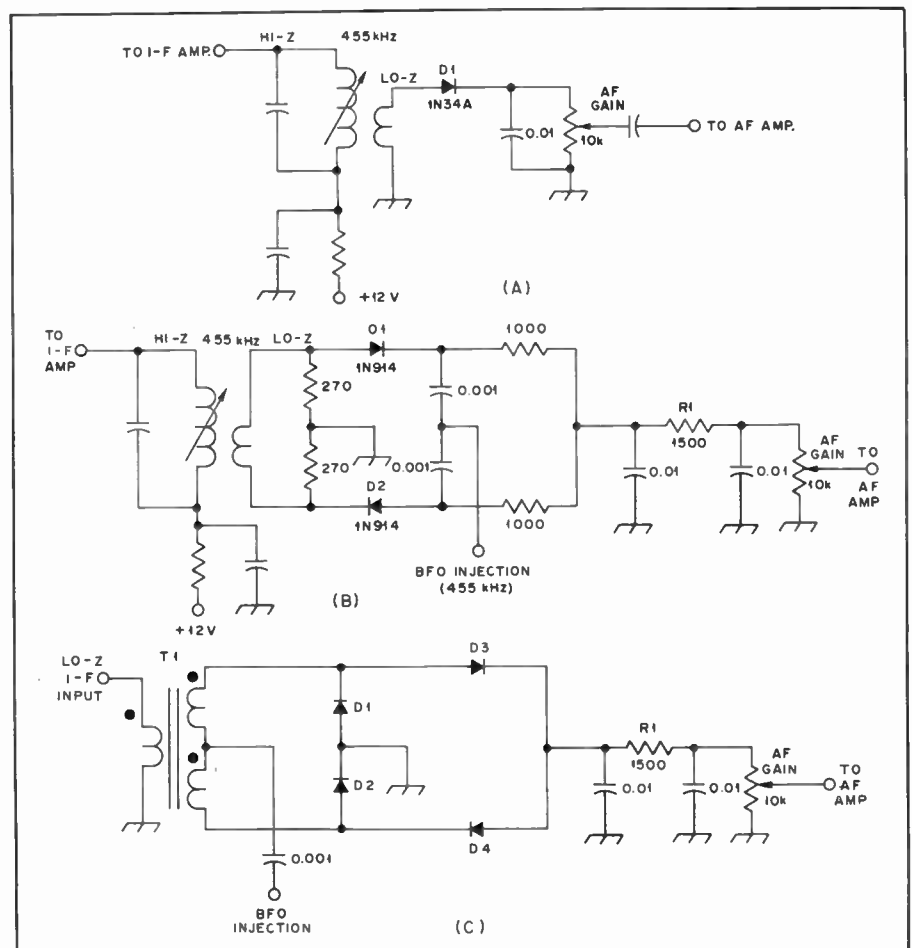 HI-Z 455kHz
TO I-F AMP.
LO-Z D1
1N34A
AF
GAIN
0.01
10k
TO AF AMP.
+12V
(A)
TO
I-F
AMP
HI-Z 455 kHz LO-Z
D1
1N914
1000
270
0.001
270
0.001
D2
1N914
1000
R1
1500
0.01
0.01
AF
GAIN
10k
TO
AF
AMP
BFO INJECTION
(455 kHz)
+12V
(B)
LO-Z
I-F
INPUT
T1
D3
D1
D2
D4
R1
1500
0.01
0.01
AF
GAIN
10k
TO
AF
AMP
0.001
BFO
INJECTION
(C)